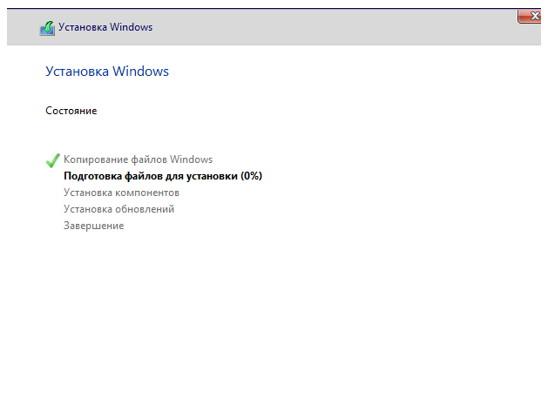 Установка Windows
Установка Windows
Состояние
Копирование файлов Windows
Подготовка файлов для установки (0%)
Установка компонентов
Установка обновлений
Завершение